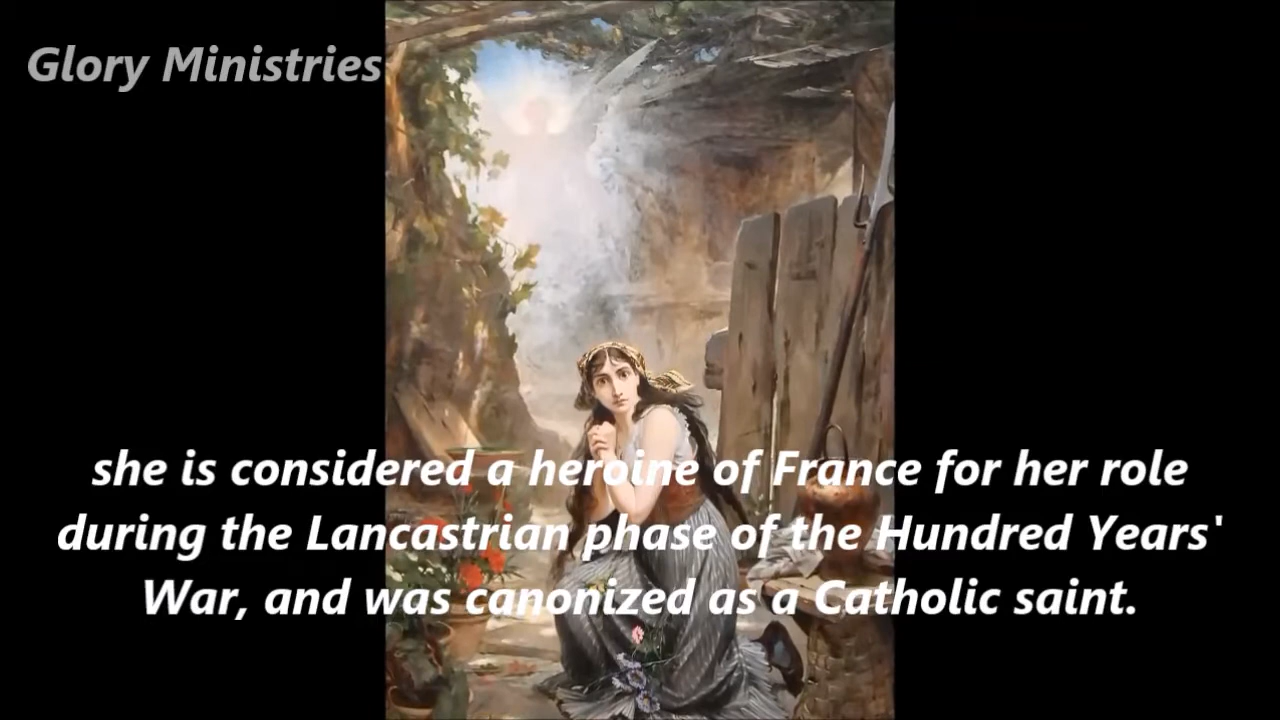 Glory Ministries
she is considered a heroine of France for her role
during the Lancastrian phase of the Hundred Years'
War, and was canonized as a Catholic saint.